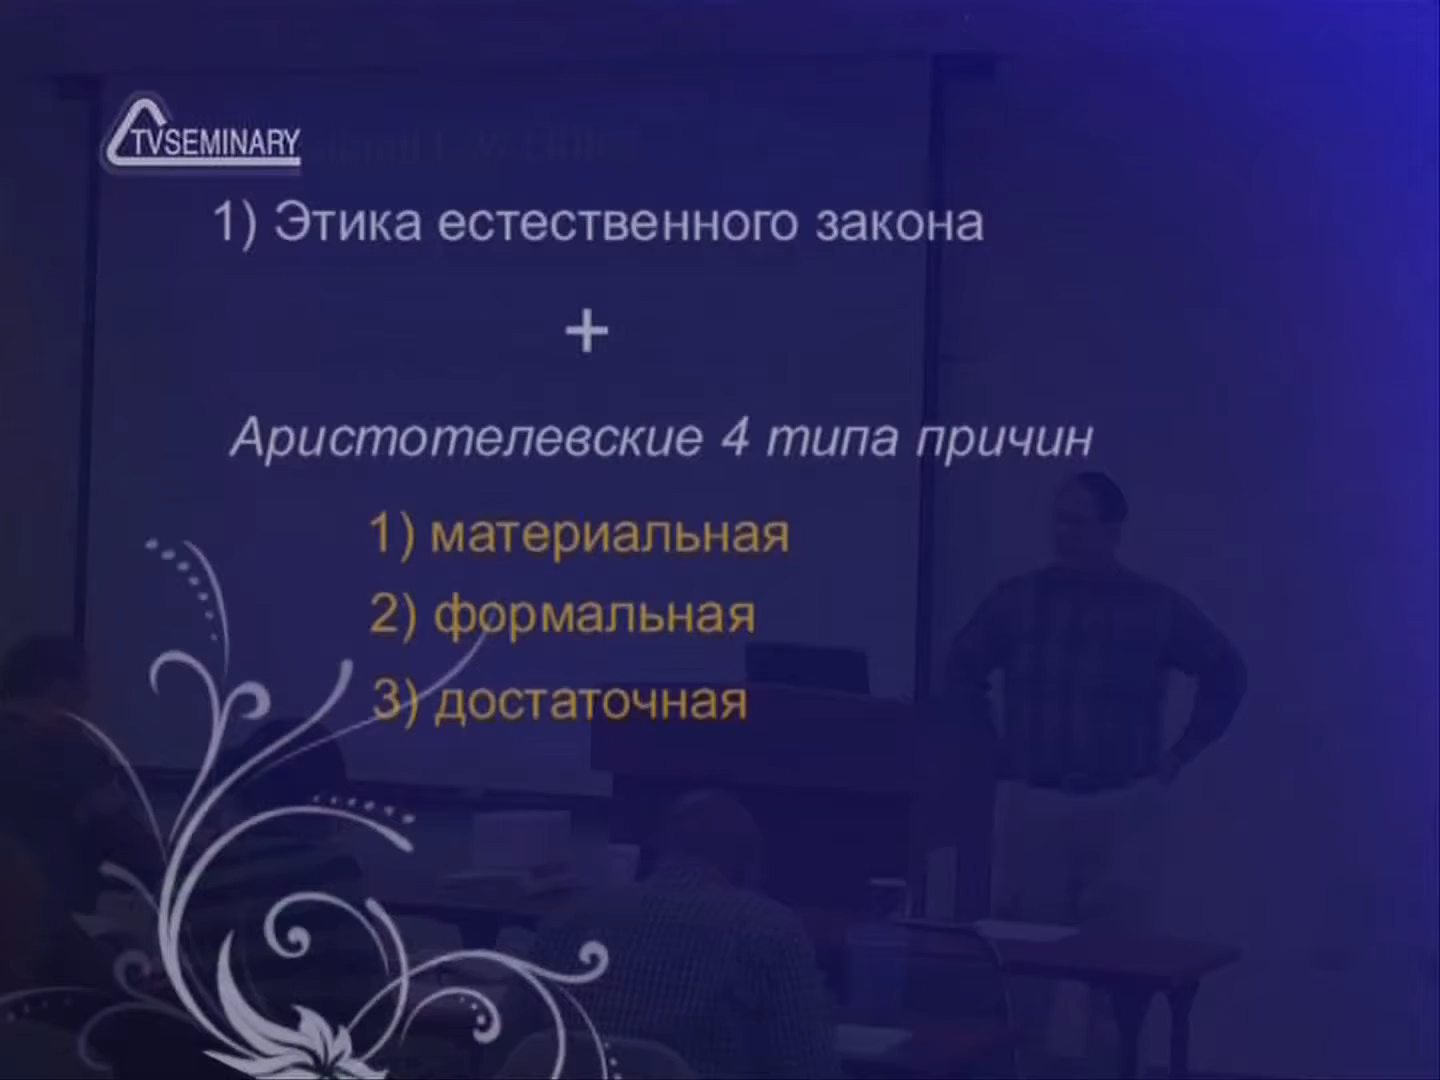 TVSEMINARY
1) Этика естественного закона
+
Аристотелевские 4 типа причин
1) материальная
2) формальная
3) достаточная